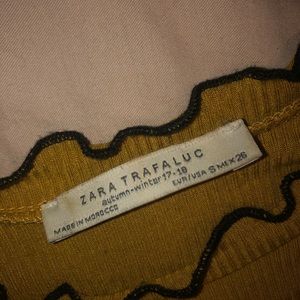 ZARA TRAFALUC
autumn-winter 17-18
MADE IN MOROCCO
EUR/USA S MEX 26